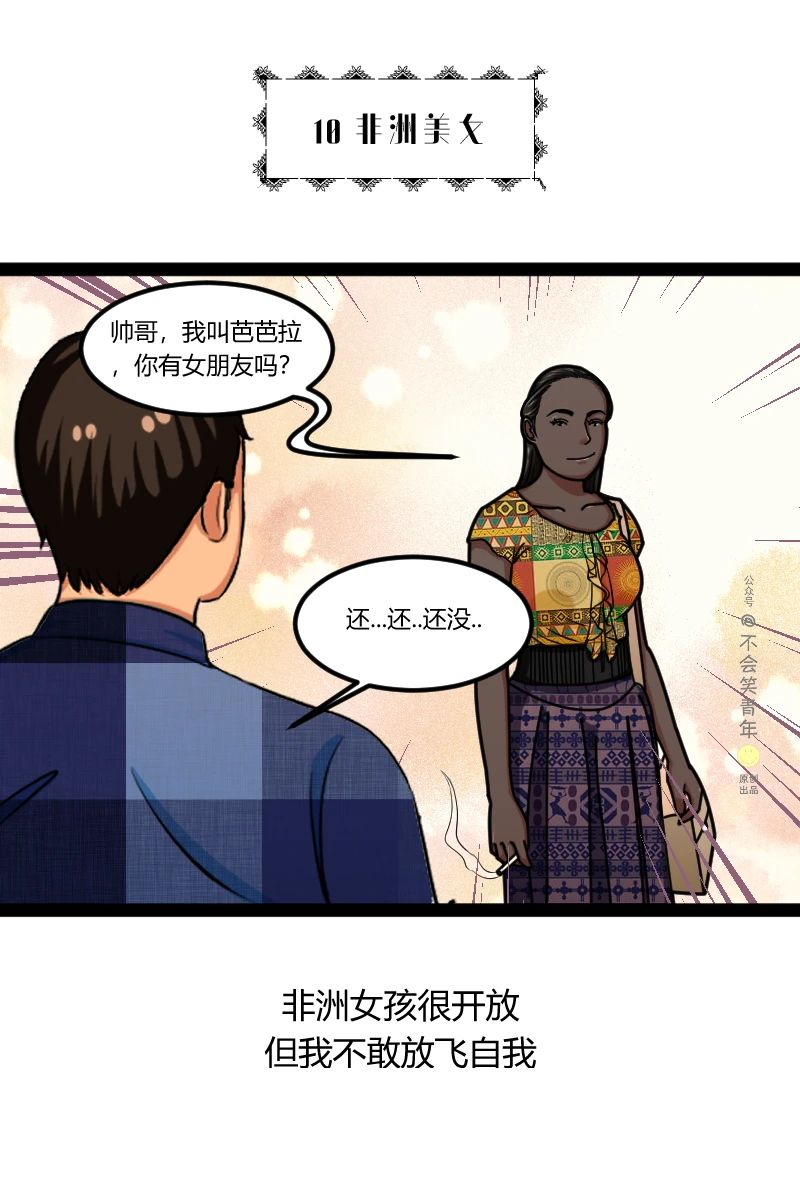 10 非洲美女
帅哥，我叫芭芭拉
，你有女朋友吗？
还...还..还没..
公众号
不会笑青年
原创
出品
非洲女孩很开放
但我不敢放飞自我